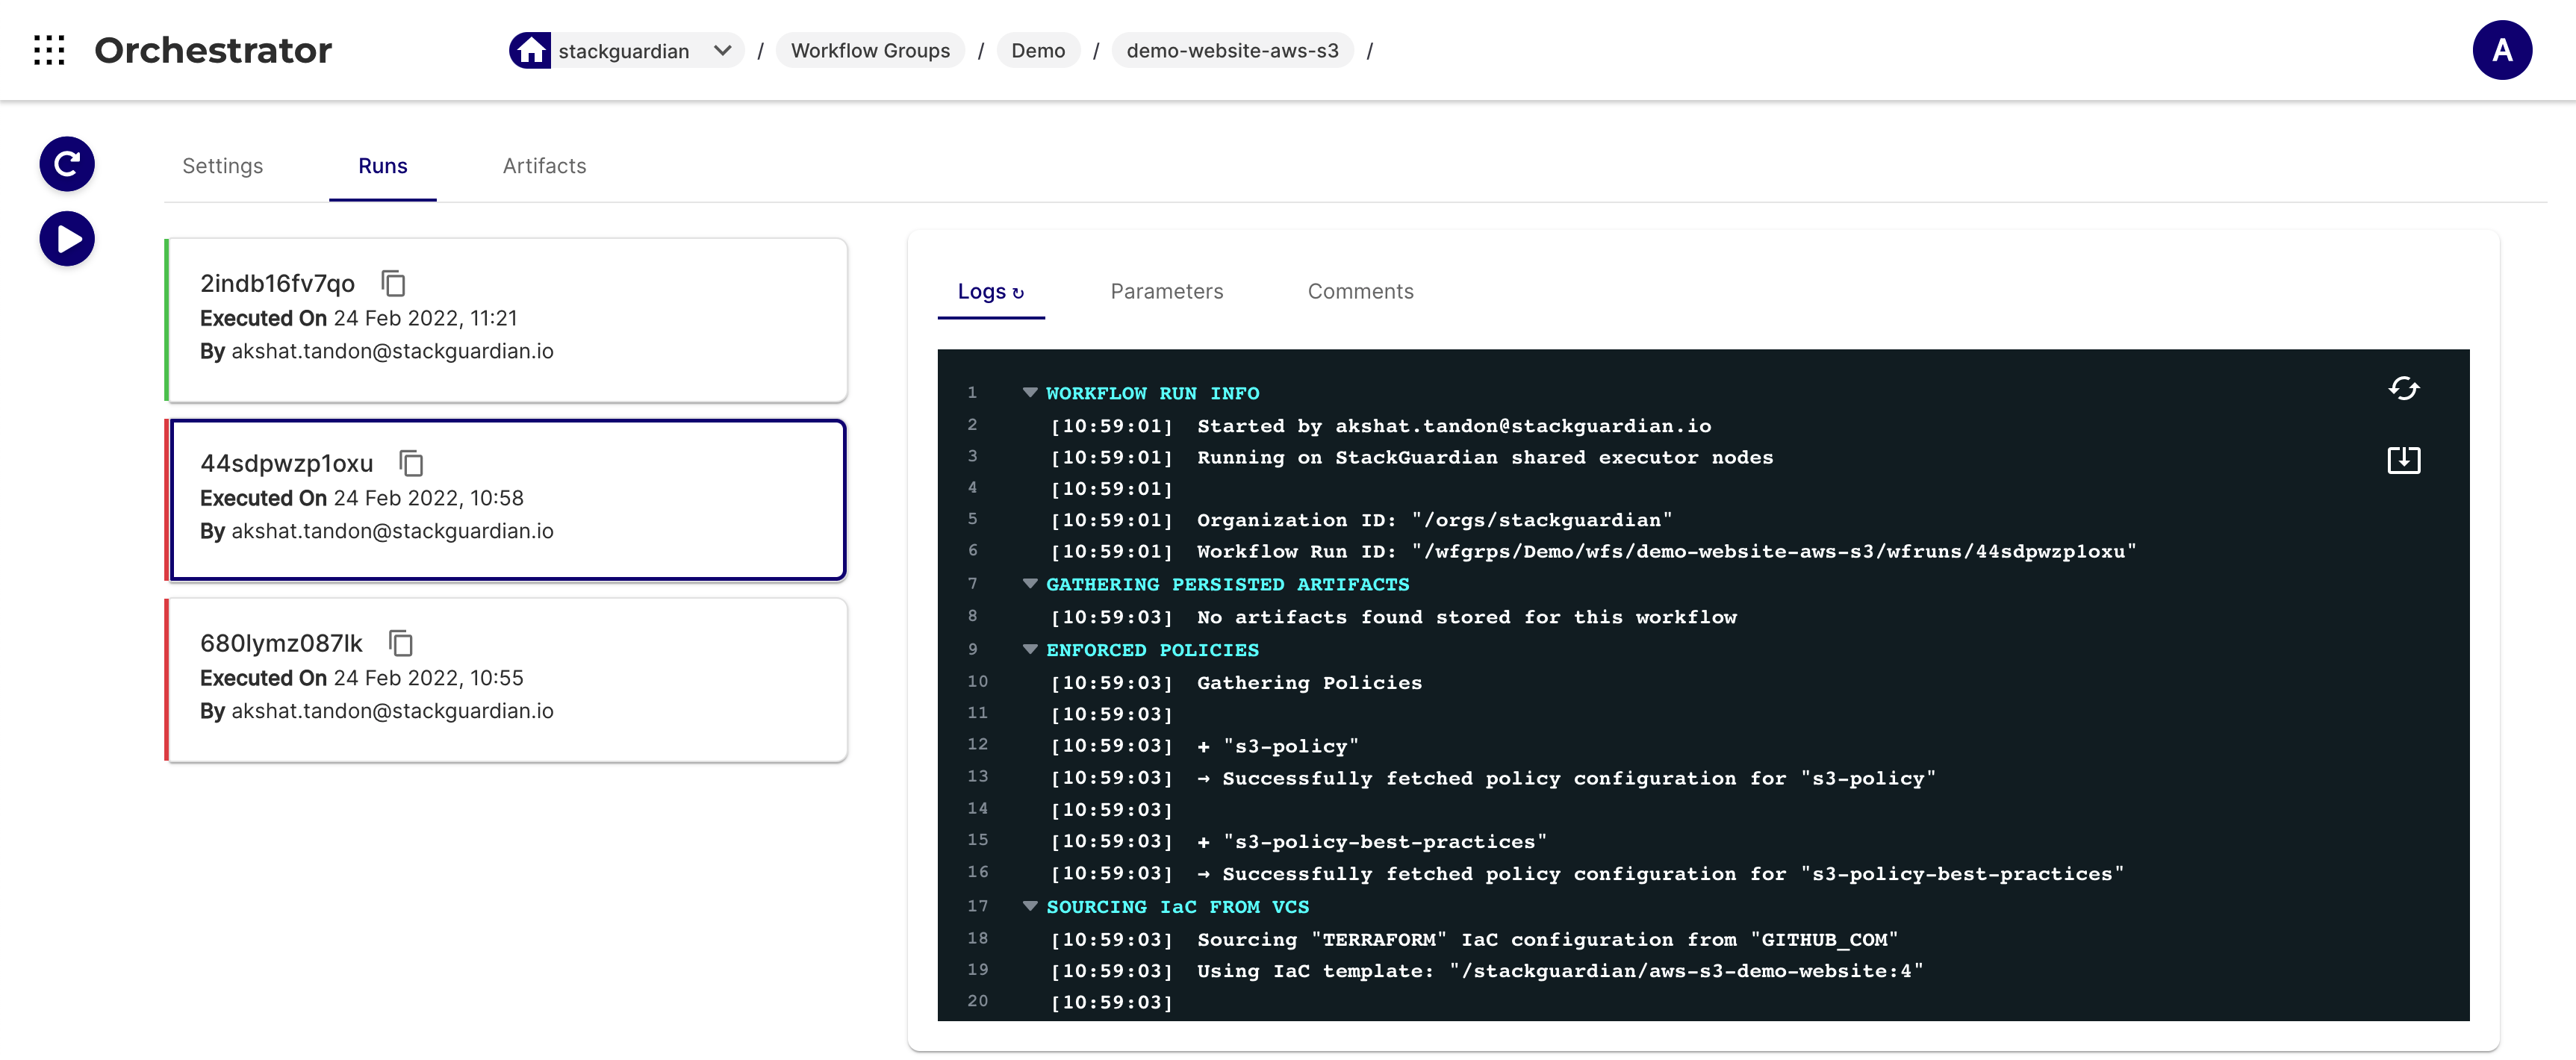 Orchestrator
stackguardian / Workflow Groups / Demo / demo-website-aws-s3 /
A
Settings Runs Artifacts
2indb16fv7qo
Executed On 24 Feb 2022, 11:21
By akshat.tandon@stackguardian.io
44sdpwzp1oxu
Executed On 24 Feb 2022, 10:58
By akshat.tandon@stackguardian.io
680lymz087lk
Executed On 24 Feb 2022, 10:55
By akshat.tandon@stackguardian.io
Logs ↻ Parameters Comments
1 WORKFLOW RUN INFO
2 [10:59:01] Started by akshat.tandon@stackguardian.io
3 [10:59:01] Running on StackGuardian shared executor nodes
4 [10:59:01]
5 [10:59:01] Organization ID: "/orgs/stackguardian"
6 [10:59:01] Workflow Run ID: "/wfgrps/Demo/wfs/demo-website-aws-s3/wfruns/44sdpwzp1oxu"
7 GATHERING PERSISTED ARTIFACTS
8 [10:59:03] No artifacts found stored for this workflow
9 ENFORCED POLICIES
10 [10:59:03] Gathering Policies
11 [10:59:03]
12 [10:59:03] + "s3-policy"
13 [10:59:03] → Successfully fetched policy configuration for "s3-policy"
14 [10:59:03]
15 [10:59:03] + "s3-policy-best-practices"
16 [10:59:03] → Successfully fetched policy configuration for "s3-policy-best-practices"
17 SOURCING IaC FROM VCS
18 [10:59:03] Sourcing "TERRAFORM" IaC configuration from "GITHUB_COM"
19 [10:59:03] Using IaC template: "/stackguardian/aws-s3-demo-website:4"
20 [10:59:03]